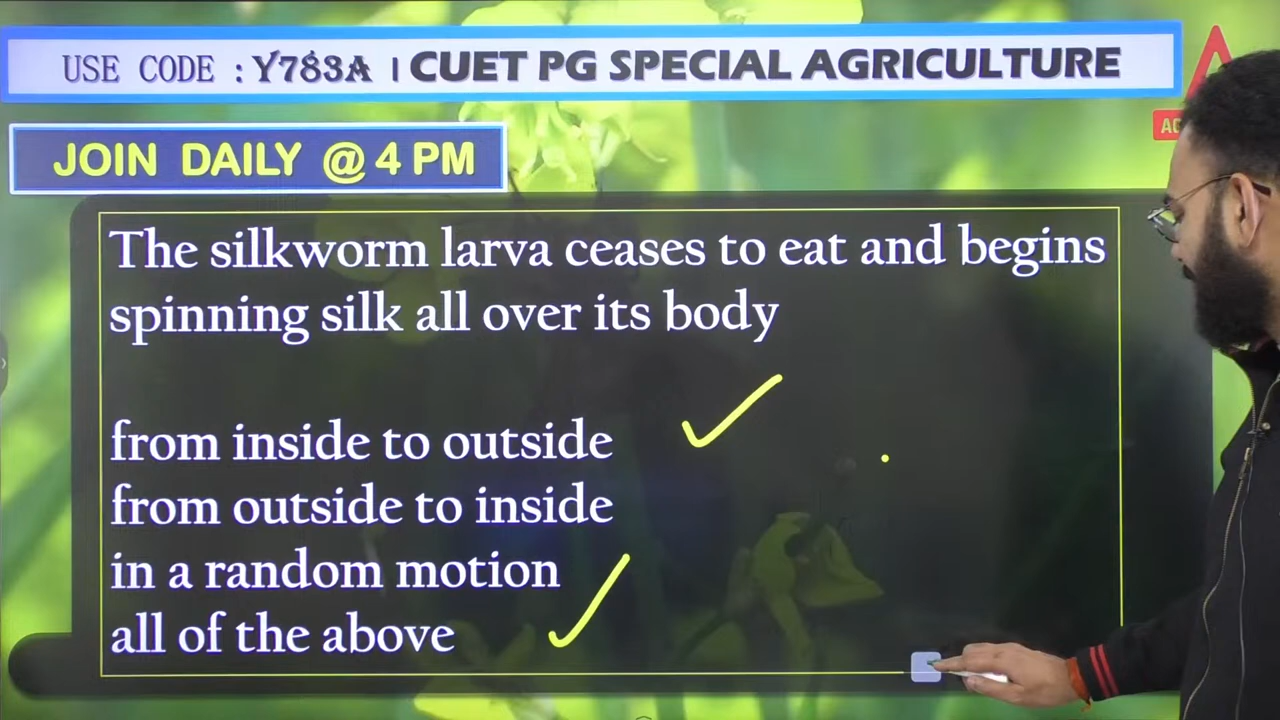 USE CODE : Y783A | CUET PG SPECIAL AGRICULTURE
JOIN DAILY @ 4 PM
The silkworm larva ceases to eat and begins
spinning silk all over its body
from inside to outside
from outside to inside
in a random motion
all of the above